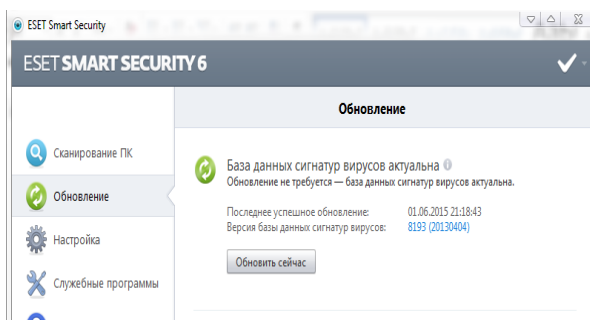 ESET Smart Security
ESET SMART SECURITY 6
Обновление
Сканирование ПК
База данных сигнатур вирусов актуальна
Обновление не требуется — база данных сигнатур вирусов актуальна.
Обновление
Последнее успешное обновление: 01.06.2015 21:18:43
Версия базы данных сигнатур вирусов: 8193 (20130404)
Настройка
Обновить сейчас
Служебные программы